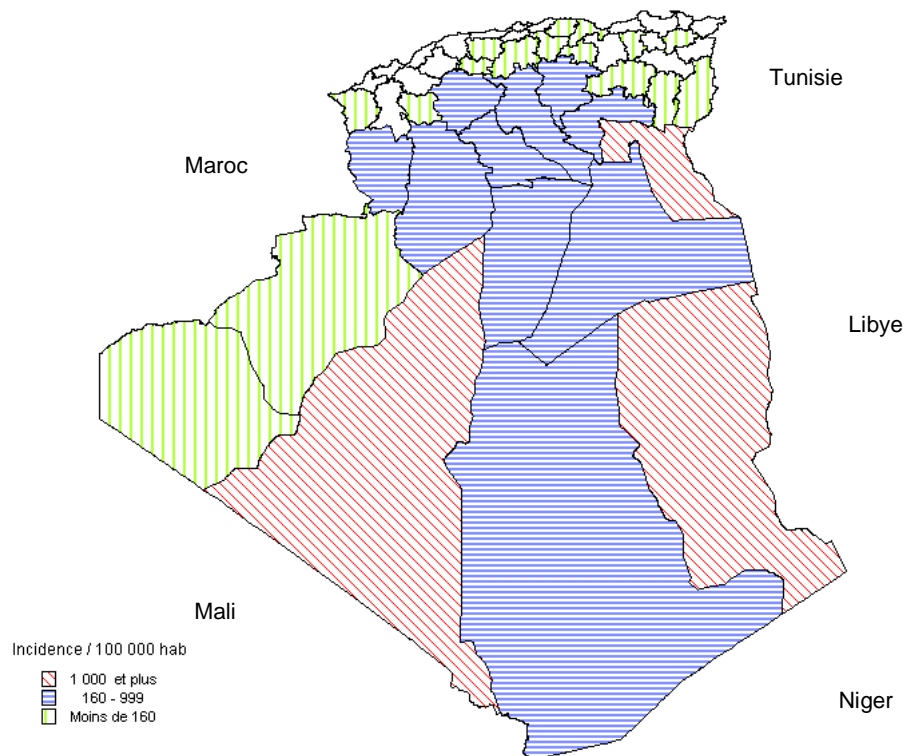 Tunisie
Maroc
Libye
Mali
Niger
Incidence / 100 000 hab
1 000 et plus
160 - 999
Moins de 160